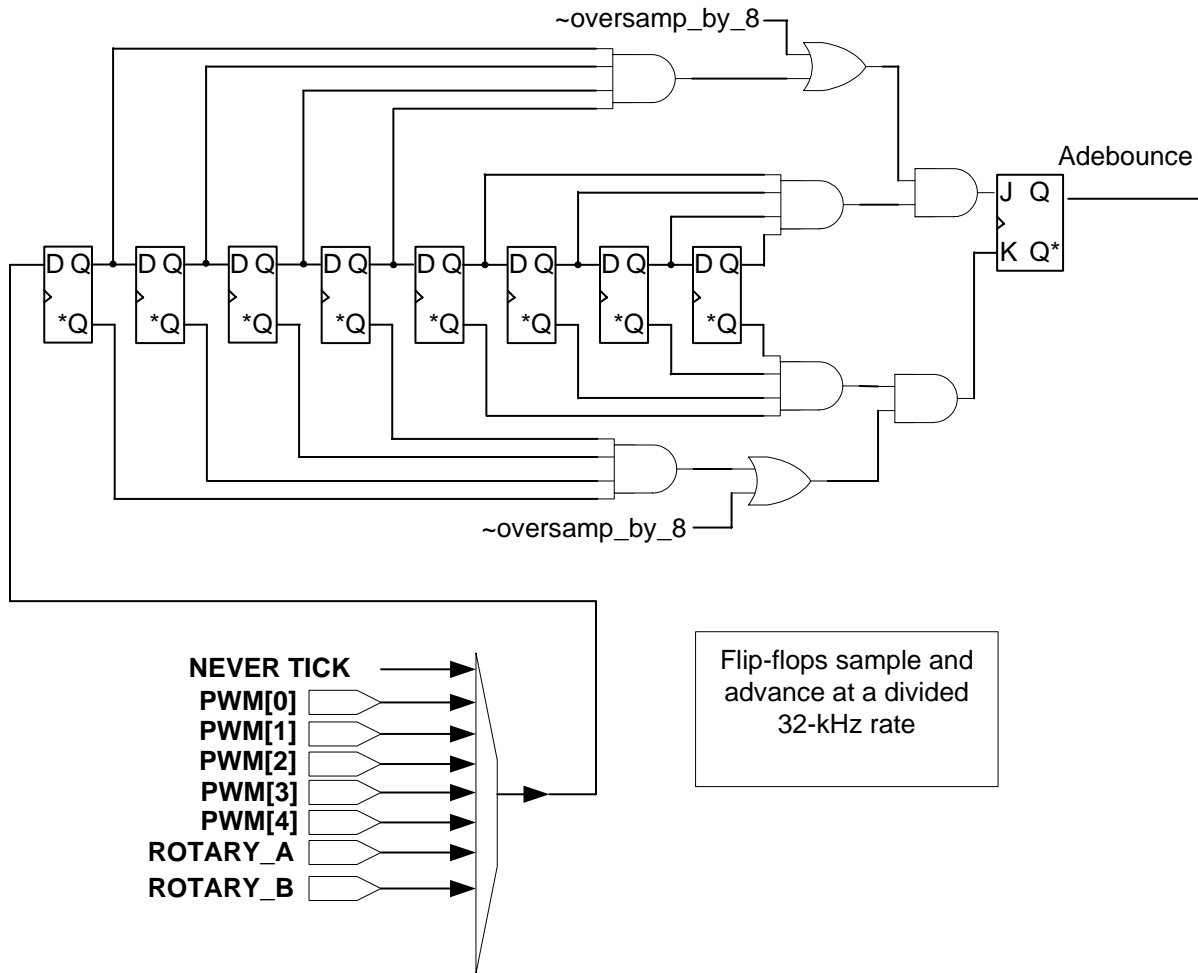 ~oversamp_by_8
Adebounce
D Q D Q D Q D Q D Q D Q D Q D Q
*Q *Q *Q *Q *Q *Q *Q *Q
J Q
K Q*
~oversamp_by_8
NEVER TICK
PWM[0]
PWM[1]
PWM[2]
PWM[3]
PWM[4]
ROTARY_A
ROTARY_B
Flip-flops sample and
advance at a divided
32-kHz rate